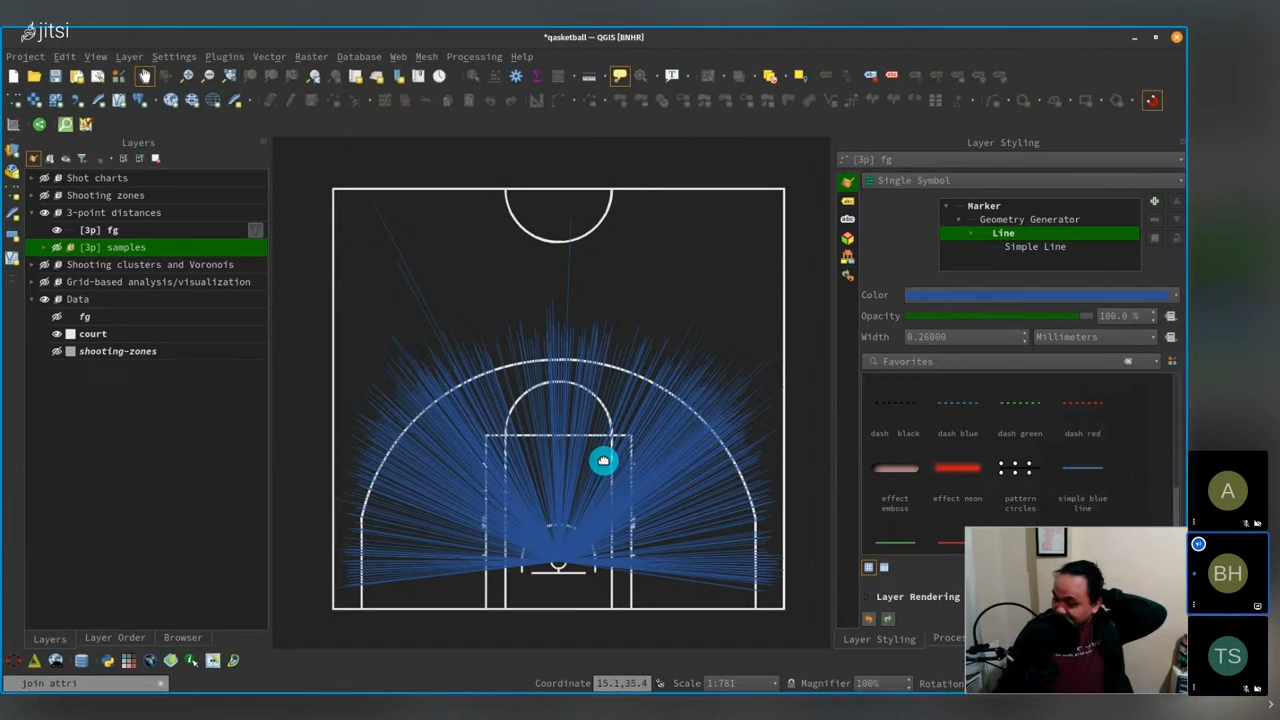 jitsi
*qasketball — QGIS [BNHR]
Project Edit View Layer Settings Plugins Vector Raster Database Web Mesh Processing Help
Layers
Shot charts
Shooting zones
3-point distances
[3p] fg
[3p] samples
Shooting clusters and Voronois
Grid-based analysis/visualization
Data
fg
court
shooting-zones
Layers Layer Order Browser
join attri
Coordinate 15.1,35.4 Scale 1:781 Magnifier 100% Rotation
Layer Styling
[3p] fg
Single Symbol
Marker
Geometry Generator
Line
Simple Line
Color
Opacity 100.0 %
Width 0.26000 Millimeters
Favorites
dash black dash blue dash green dash red
effect emboss effect neon pattern circles simple blue line
Layer Rendering
Layer Styling Proces
A
BH
TS